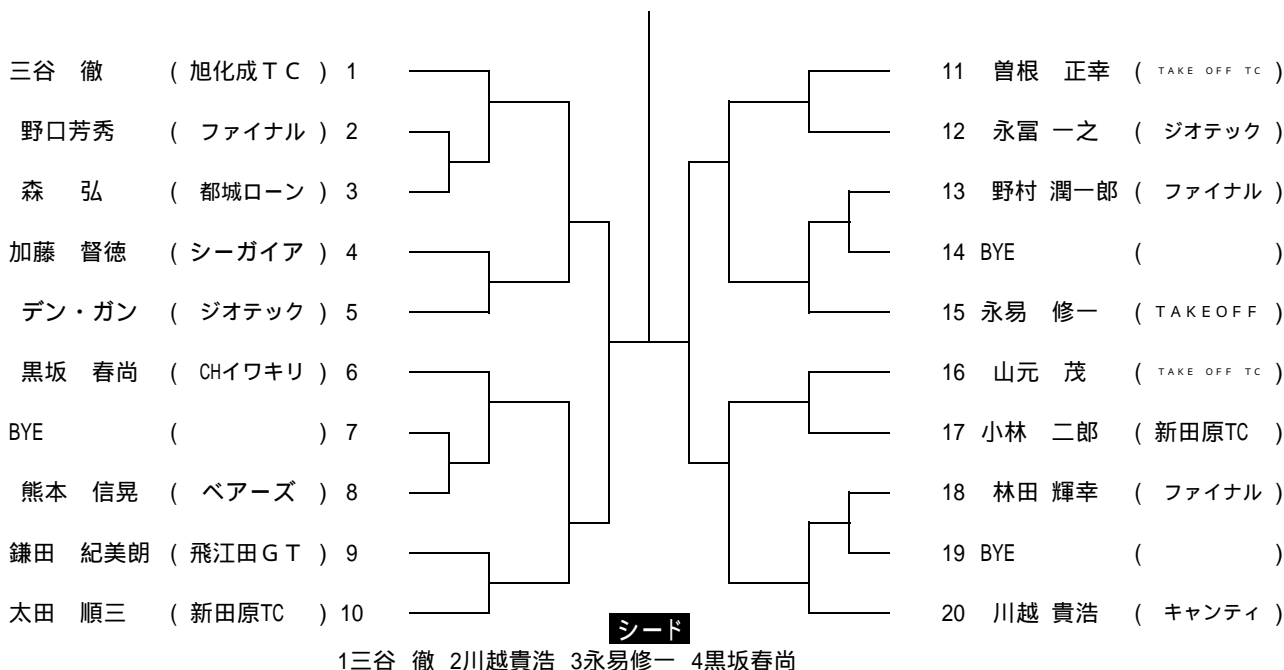 三谷 徹 ( 旭化成ＴＣ ) 1
野口芳秀 ( ファイナル ) 2
森 弘 ( 都城ローン ) 3
加藤 督徳 ( シーガイア ) 4
デン・ガン ( ジオテック ) 5
黒坂 春尚 ( CHイワキリ ) 6
BYE ( ) 7
熊本 信晃 ( ベアーズ ) 8
鎌田 紀美朗 ( 飛江田ＧＴ ) 9
太田 順三 ( 新田原TC ) 10
11 曽根 正幸 ( TAKE OFF TC )
12 永冨 一之 ( ジオテック )
13 野村 潤一郎 ( ファイナル )
14 BYE ( )
15 永易 修一 ( TAKEOFF )
16 山元 茂 ( TAKE OFF TC )
17 小林 二郎 ( 新田原TC )
18 林田 輝幸 ( ファイナル )
19 BYE ( )
20 川越 貴浩 ( キャンティ )
シード
1三谷 徹 2川越貴浩 3永易修一 4黒坂春尚